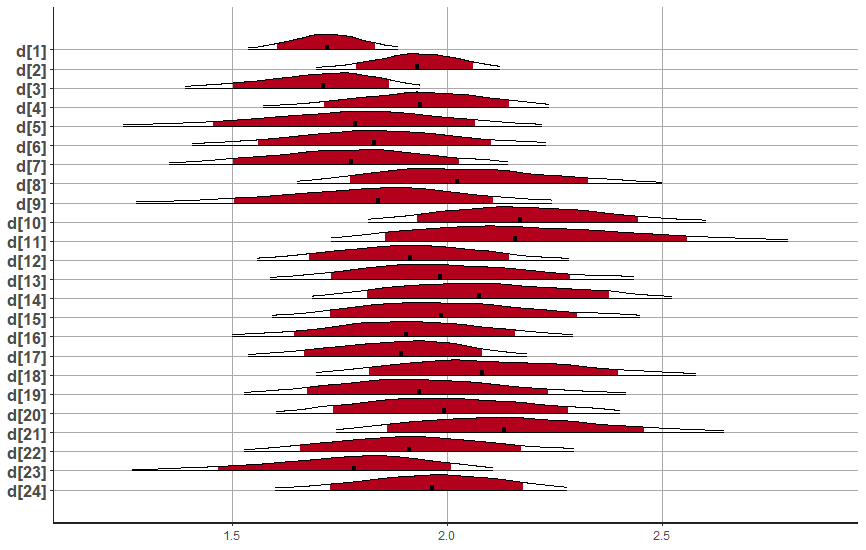 d[1]
d[2]
d[3]
d[4]
d[5]
d[6]
d[7]
d[8]
d[9]
d[10]
d[11]
d[12]
d[13]
d[14]
d[15]
d[16]
d[17]
d[18]
d[19]
d[20]
d[21]
d[22]
d[23]
d[24]
1.5 2.0 2.5